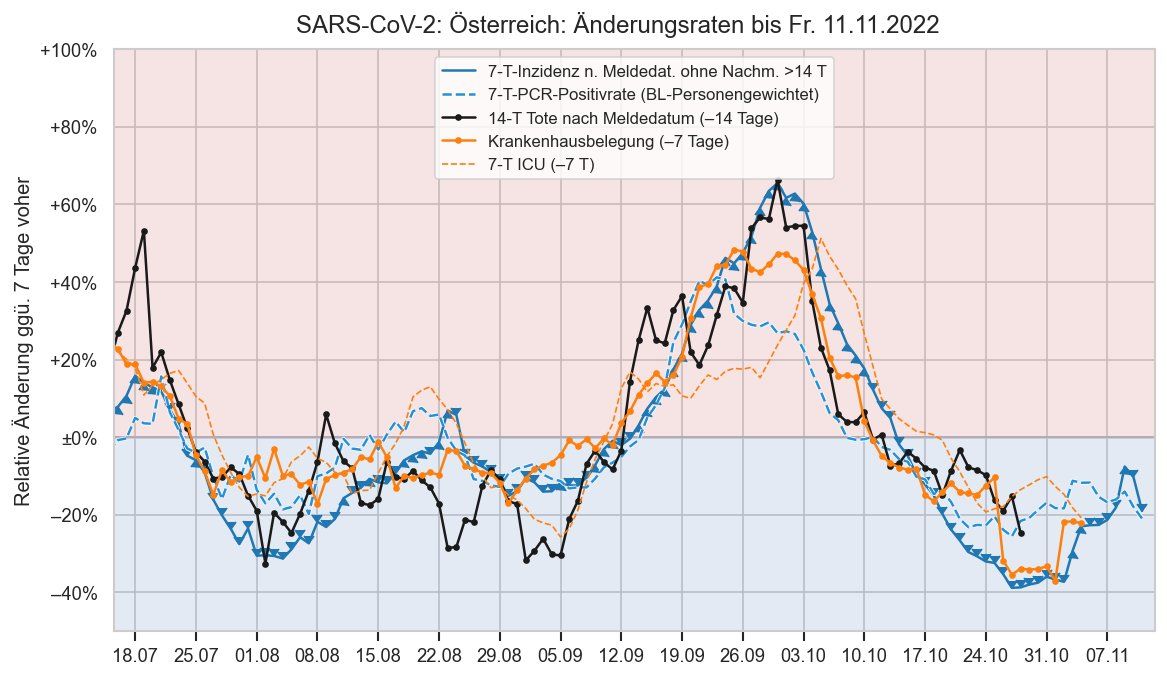 SARS-CoV-2: Österreich: Änderungsraten bis Fr. 11.11.2022
Relative Änderung ggü. 7 Tage voher
+100%
+80%
+60%
+40%
+20%
±0%
–20%
–40%
7-T-Inzidenz n. Meldedat. ohne Nachm. >14 T
7-T-PCR-Positivrate (BL-Personengewichtet)
14-T Tote nach Meldedatum (–14 Tage)
Krankenhausbelegung (–7 Tage)
7-T ICU (–7 T)
18.07 25.07 01.08 08.08 15.08 22.08 29.08 05.09 12.09 19.09 26.09 03.10 10.10 17.10 24.10 31.10 07.11